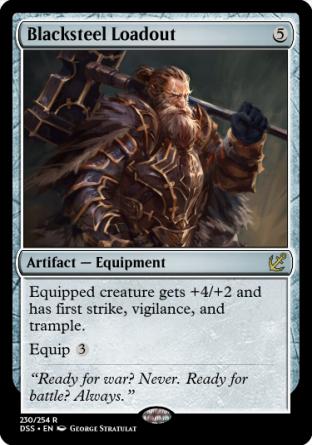 Blacksteel Loadout 5
Artifact — Equipment
Equipped creature gets +4/+2 and
has first strike, vigilance, and
trample.
Equip 3
“Ready for war? Never. Ready for
battle? Always.”
230/254 R
DSS • EN George Stratulat